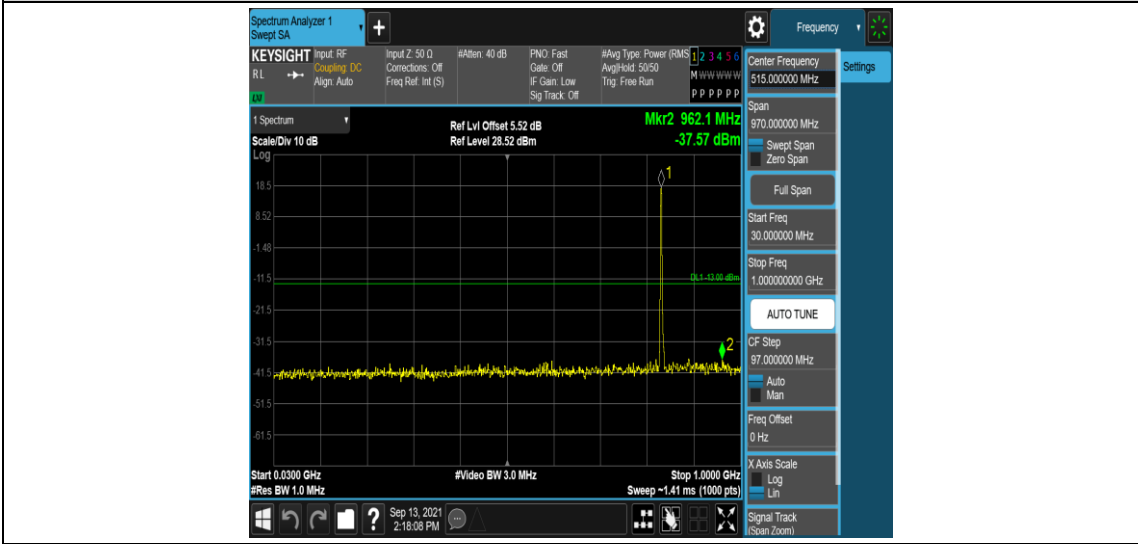 Spectrum Analyzer 1
Swept SA
+
Frequency
KEYSIGHT
RL
LM
Input: RF
Coupling: DC
Align: Auto
Input Z: 50 Ω
Corrections: Off
Freq Ref: Int (S)
#Atten: 40 dB
PNO: Fast
Gate: Off
IF Gain: Low
Sig Track: Off
#Avg Type: Power (RMS
Avg|Hold: 50/50
Trig: Free Run
1 2 3 4 5 6
M W W W W W
P P P P P P
1 Spectrum
Scale/Div 10 dB
Log
Ref Lvl Offset 5.52 dB
Ref Level 28.52 dBm
Mkr2 962.1 MHz
-37.57 dBm
1
18.5
8.52
-1.48
-11.5
DL1 -13.00 dBm
-21.5
-31.5
2
-41.5
-51.5
-61.5
Start 0.0300 GHz
#Video BW 3.0 MHz
Stop 1.0000 GHz
#Res BW 1.0 MHz
Sweep ~1.41 ms (1000 pts)
?
Sep 13, 2021
2:18:08 PM
Center Frequency
515.000000 MHz
Settings
Span
970.000000 MHz
Swept Span
Zero Span
Full Span
Start Freq
30.000000 MHz
Stop Freq
1.000000000 GHz
AUTO TUNE
CF Step
97.000000 MHz
Auto
Man
Freq Offset
0 Hz
X Axis Scale
Log
Lin
Signal Track
(Span Zoom)